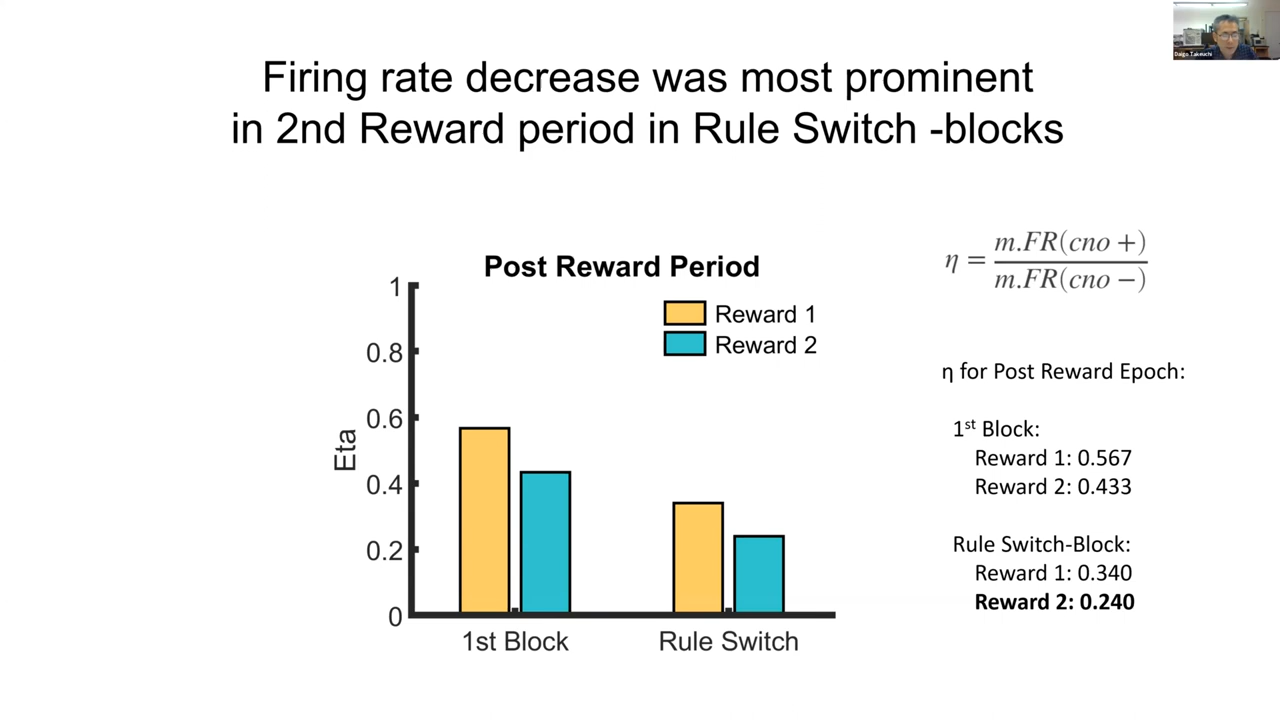 Daigo Takeuchi
Firing rate decrease was most prominent
in 2nd Reward period in Rule Switch -blocks
Post Reward Period
Reward 1
Reward 2
1
0.8
0.6
0.4
0.2
0
Eta
1st Block
Rule Switch
η = m.FR(cno +)
m.FR(cno −)
η for Post Reward Epoch:
1st Block:
Reward 1: 0.567
Reward 2: 0.433
Rule Switch-Block:
Reward 1: 0.340
Reward 2: 0.240